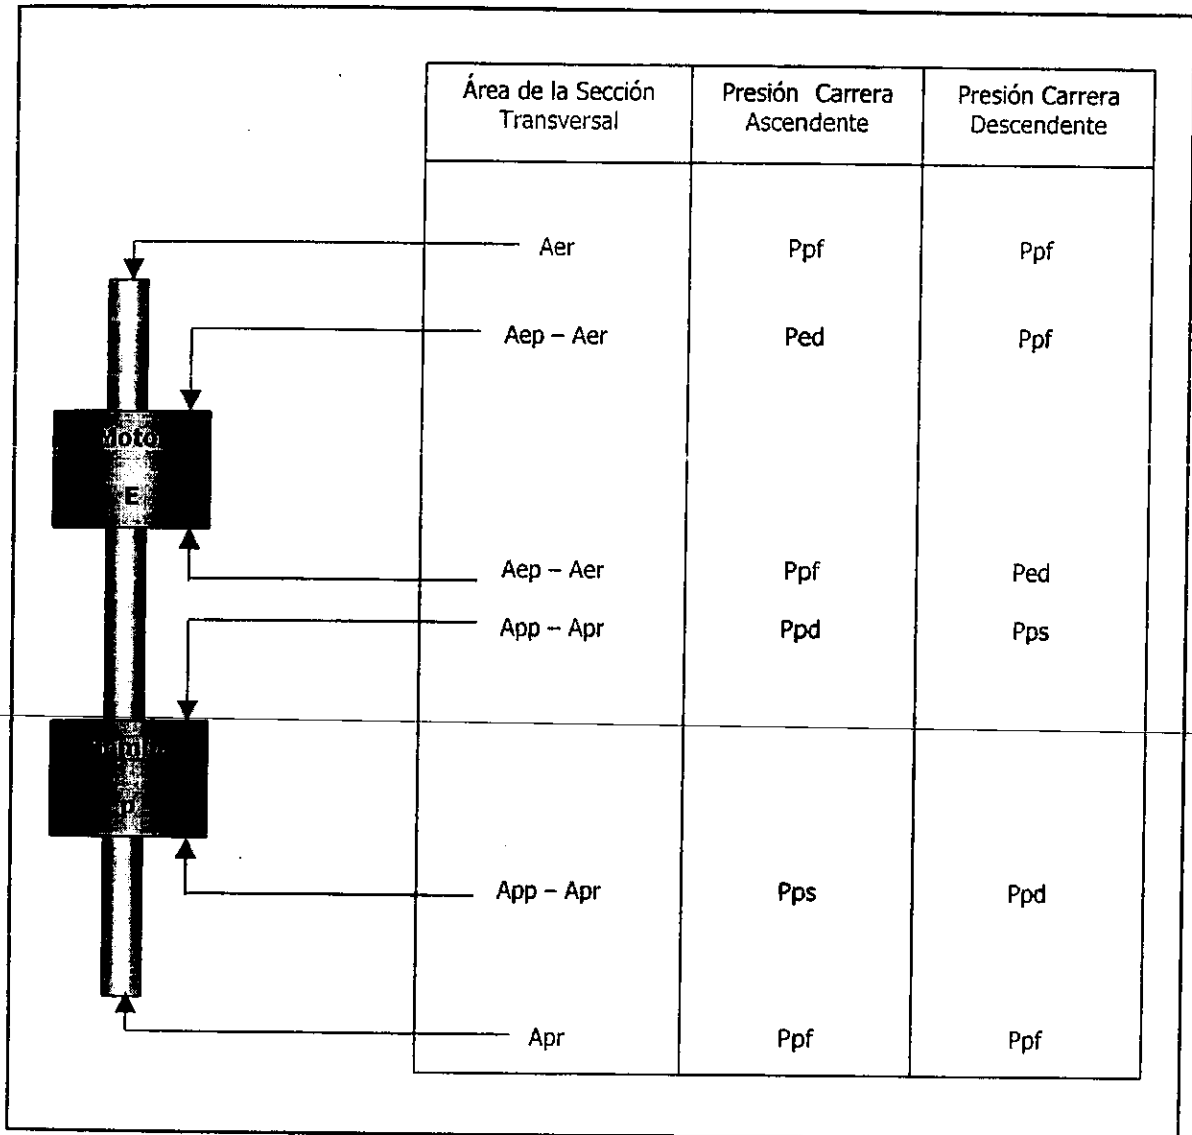 Área de la Sección Transversal
Presión Carrera Ascendente
Presión Carrera Descendente
Aer Ppf Ppf
Aep – Aer Ped Ppf
E
Aep – Aer Ppf Ped
App – Apr Ppd Pps
App – Apr Pps Ppd
Apr Ppf Ppf